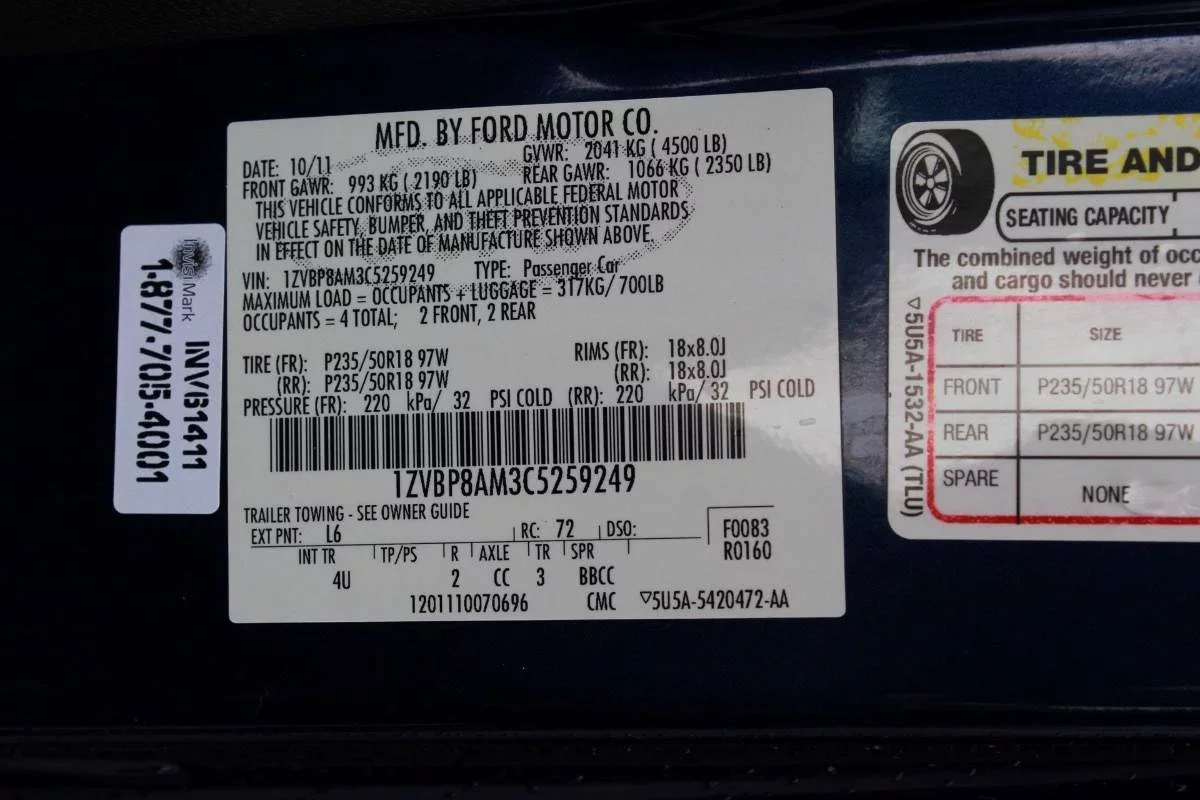 MFD. BY FORD MOTOR CO.
DATE: 10/11 GVWR: 2041 KG ( 4500 LB)
FRONT GAWR: 993 KG ( 2190 LB) REAR GAWR: 1066 KG ( 2350 LB)
THIS VEHICLE CONFORMS TO ALL APPLICABLE FEDERAL MOTOR
VEHICLE SAFETY, BUMPER, AND THEFT PREVENTION STANDARDS
IN EFFECT ON THE DATE OF MANUFACTURE SHOWN ABOVE.
VIN: 1ZVBP8AM3C5259249 TYPE: Passenger Car
MAXIMUM LOAD = OCCUPANTS + LUGGAGE = 317KG/ 700LB
OCCUPANTS = 4 TOTAL; 2 FRONT, 2 REAR
TIRE (FR): P235/50R18 97W RIMS (FR): 18x8.0J
(RR): P235/50R18 97W (RR): 18x8.0J
PRESSURE (FR): 220 kPa/ 32 PSI COLD (RR): 220 kPa/ 32 PSI COLD
1ZVBP8AM3C5259249
TRAILER TOWING - SEE OWNER GUIDE
EXT PNT: L6 RC: 72 DSO: F0083
INT TR TP/PS R AXLE TR SPR R0160
4U 2 CC 3 BBCC
1201110070696 CMC ▽5U5A-5420472-AA
InvisiMark
INV61411
1-877-705-4001
TIRE AND
SEATING CAPACITY
The combined weight of occ
and cargo should never
TIRE SIZE
FRONT P235/50R18 97W
REAR P235/50R18 97W
SPARE NONE
▽5U5A-1532-AA (TLU)